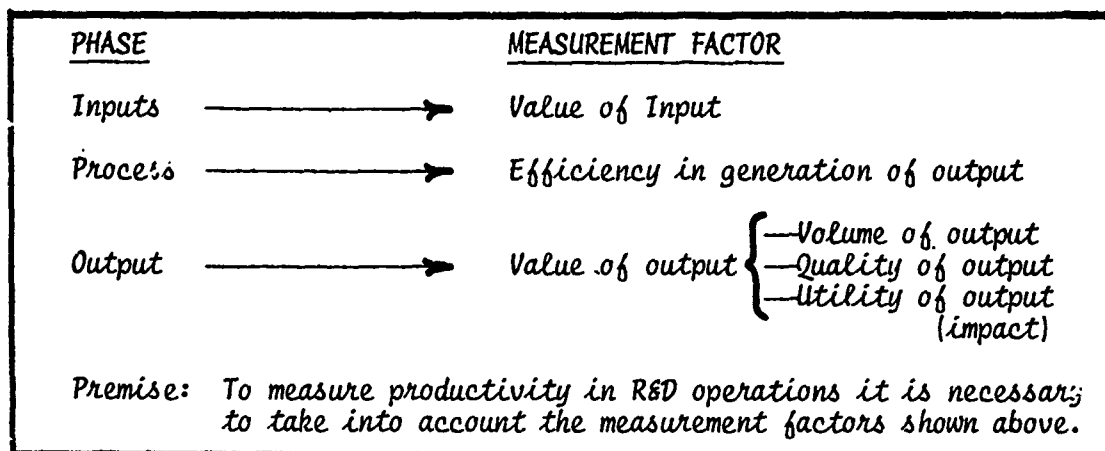 PHASE MEASUREMENT FACTOR
Inputs Value of Input
Process Efficiency in generation of output
Output Value of output
—Volume of output
—Quality of output
—Utility of output
(impact)
Premise: To measure productivity in R&D operations it is necessary
to take into account the measurement factors shown above.